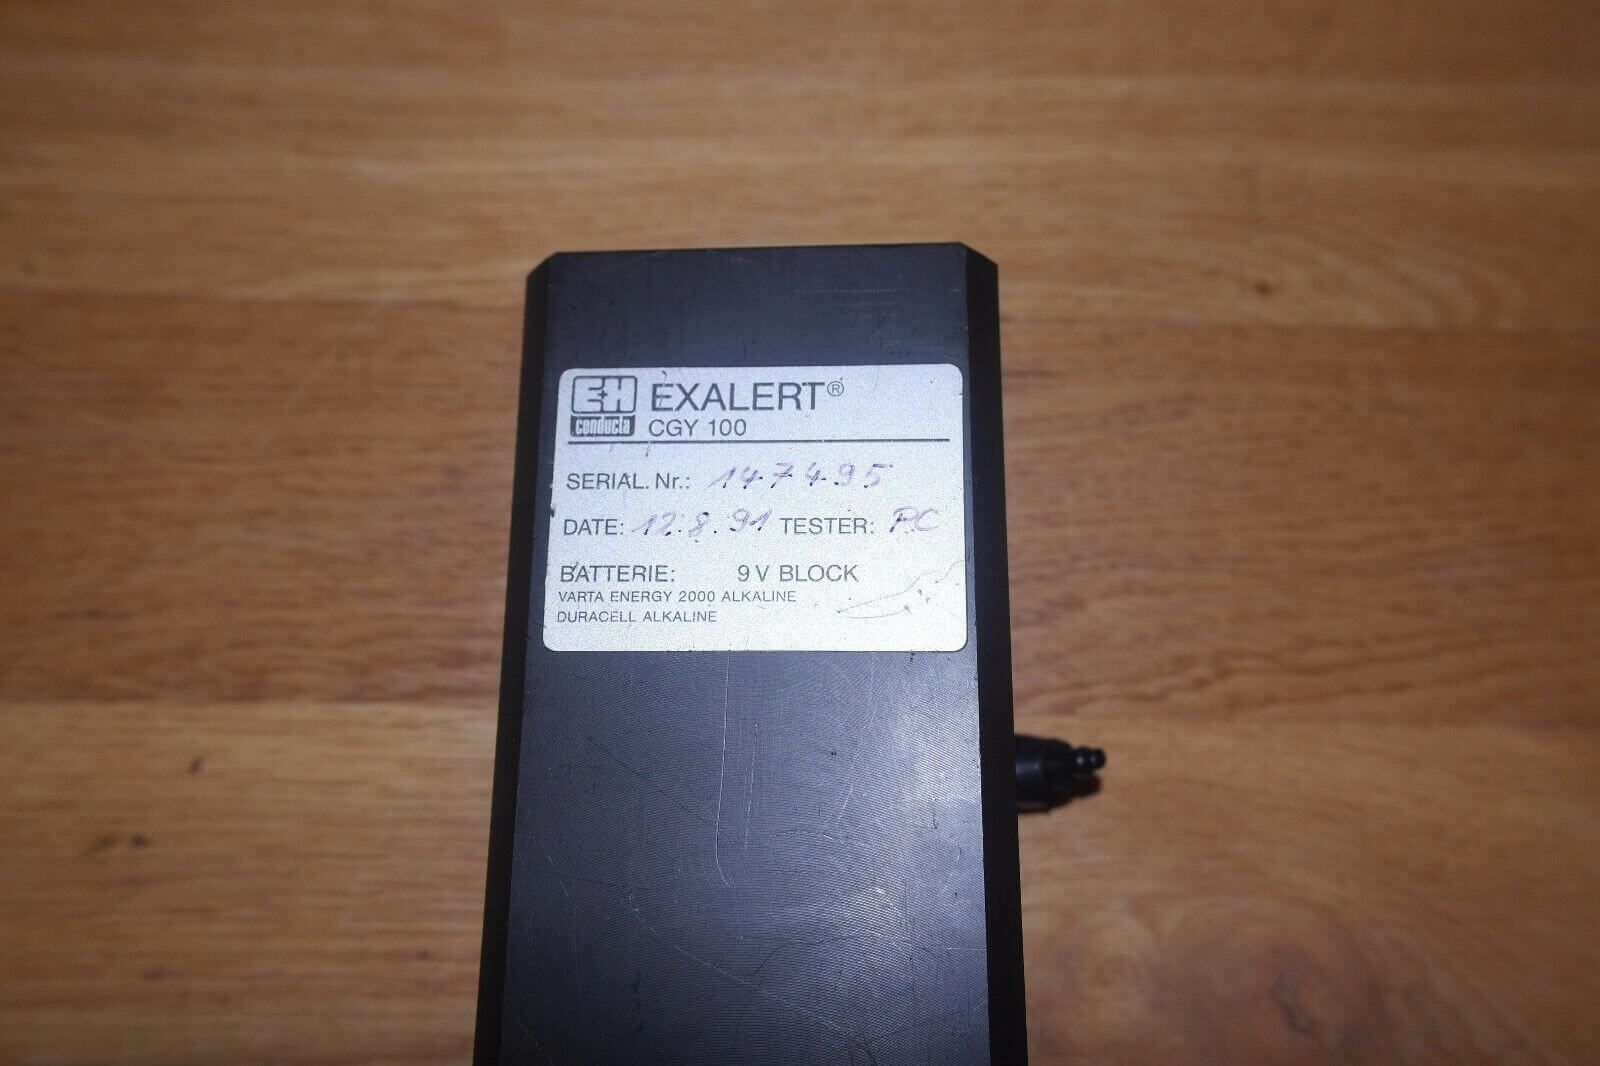 E+H EXALERT®
conducta CGY 100
SERIAL. Nr.: 147495
DATE: 12.8.91 TESTER: PC
BATTERIE: 9 V BLOCK
VARTA ENERGY 2000 ALKALINE
DURACELL ALKALINE